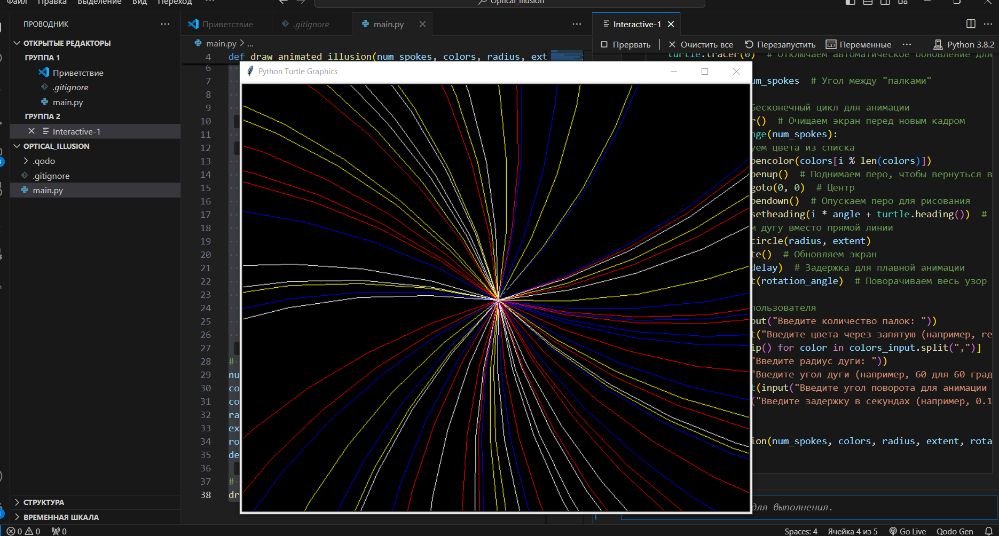 Файл Правка Выделение Вид Переход ···
Optical_Illusion
ПРОВОДНИК
ОТКРЫТЫЕ РЕДАКТОРЫ
ГРУППА 1
Приветствие
.gitignore
main.py
ГРУППА 2
Interactive-1
OPTICAL_ILLUSION
.qodo
.gitignore
main.py
СТРУКТУРА
ВРЕМЕННАЯ ШКАЛА
Приветствие .gitignore main.py
main.py > ...
4 def draw_animated_illusion(num_spokes, colors, radius, ext
6
7
8
9
10
11
12
13
14
15
16
17
18
19
20
21
22
23
24
25
26
27
28 #
29 nu
30 co
31 co
32 ra
33 ex
34 ro
35 de
36
37 #
38 dr
Python Turtle Graphics
Interactive-1
Прервать Очистить все Перезапустить Переменные ··· Python 3.8.2
turtle.tracer(0) # Отключаем автоматическое обновление для
um_spokes # Угол между "палками"
бесконечный цикл для анимации
r() # Очищаем экран перед новым кадром
nge(num_spokes):
уем цвета из списка
pencolor(colors[i % len(colors)])
penup() # Поднимаем перо, чтобы вернуться в
goto(0, 0) # Центр
pendown() # Опускаем перо для рисования
setheading(i * angle + turtle.heading()) #
м дугу вместо прямой линии
circle(radius, extent)
te() # Обновляем экран
delay) # Задержка для плавной анимации
t(rotation_angle) # Поворачиваем весь узор
пользователя
put("Введите количество палок: "))
t("Введите цвета через запятую (например, re
ip() for color in colors_input.split(",")]
"Введите радиус дуги: "))
"Введите угол дуги (например, 60 для 60 град
t(input("Введите угол поворота для анимации
("Введите задержку в секундах (например, 0.1
ion(num_spokes, colors, radius, extent, rota
для выполнения.
0 0 0
Spaces: 4 Ячейка 4 из 5 Go Live Qodo Gen